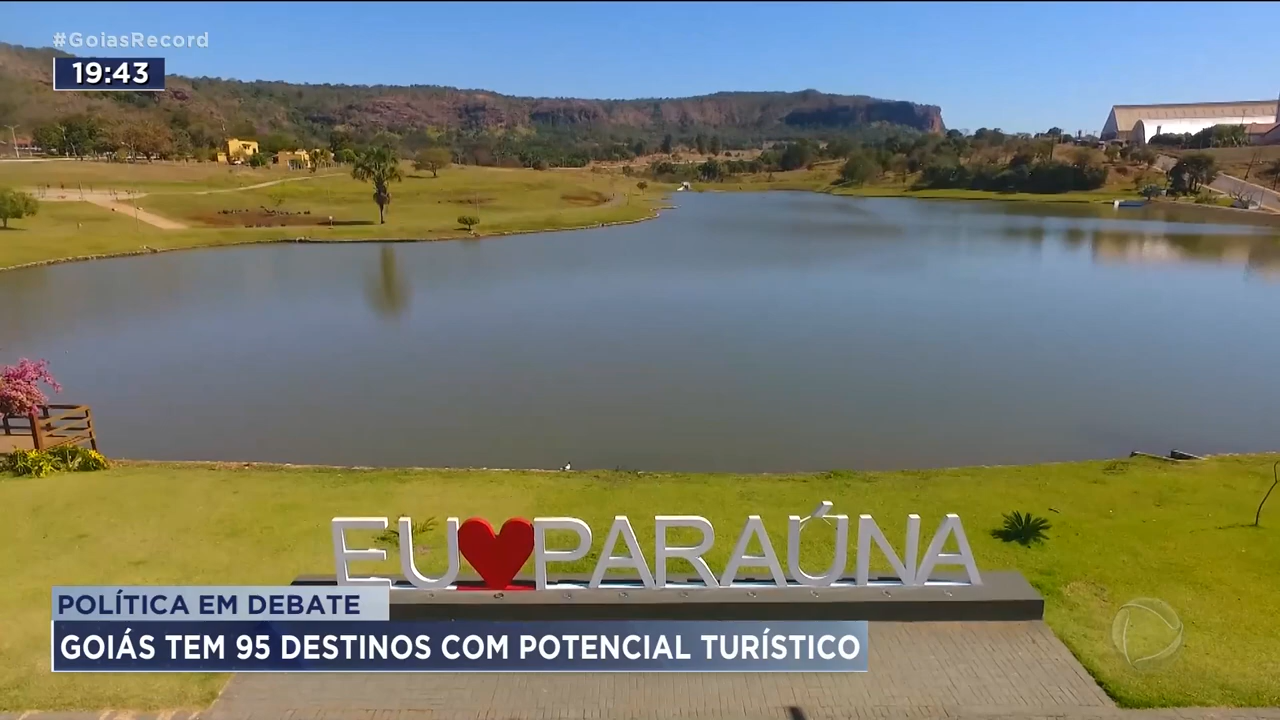 #GoiasRecord
19:43
EU♥PARAÚNA
POLÍTICA EM DEBATE
GOIÁS TEM 95 DESTINOS COM POTENCIAL TURÍSTICO